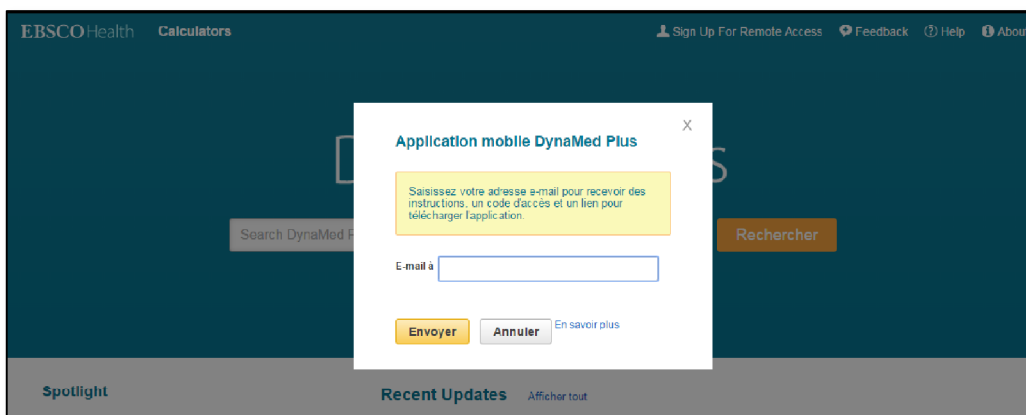 EBSCO Health Calculators Sign Up For Remote Access Feedback Help Abou
X
Application mobile DynaMed Plus
D S
Saisissez votre adresse e-mail pour recevoir des
instructions, un code d'accès et un lien pour
télécharger l'application.
Search DynaMed P Rechercher
E-mail à
Envoyer Annuler En savoir plus
Spotlight Recent Updates Afficher tout